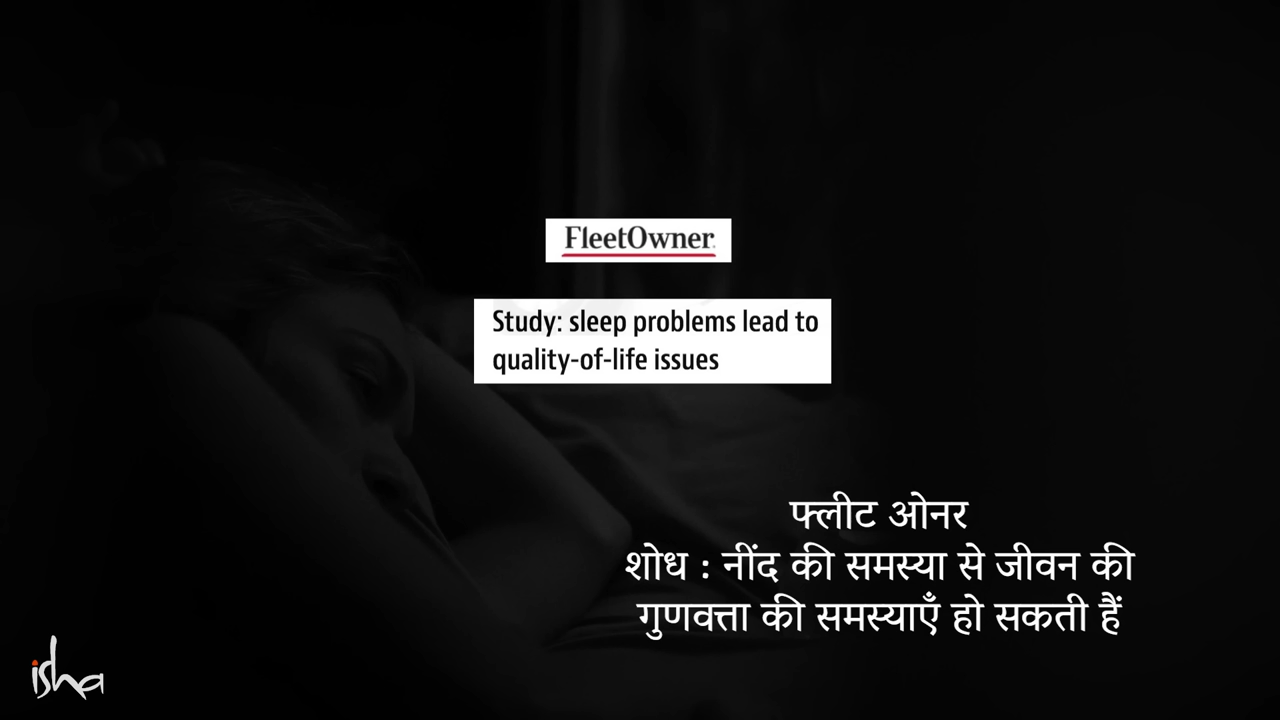 FleetOwner
Study: sleep problems lead to
quality-of-life issues
फ्लीट ओनर
शोध : नींद की समस्या से जीवन की
गुणवत्ता की समस्याएँ हो सकती हैं
isha